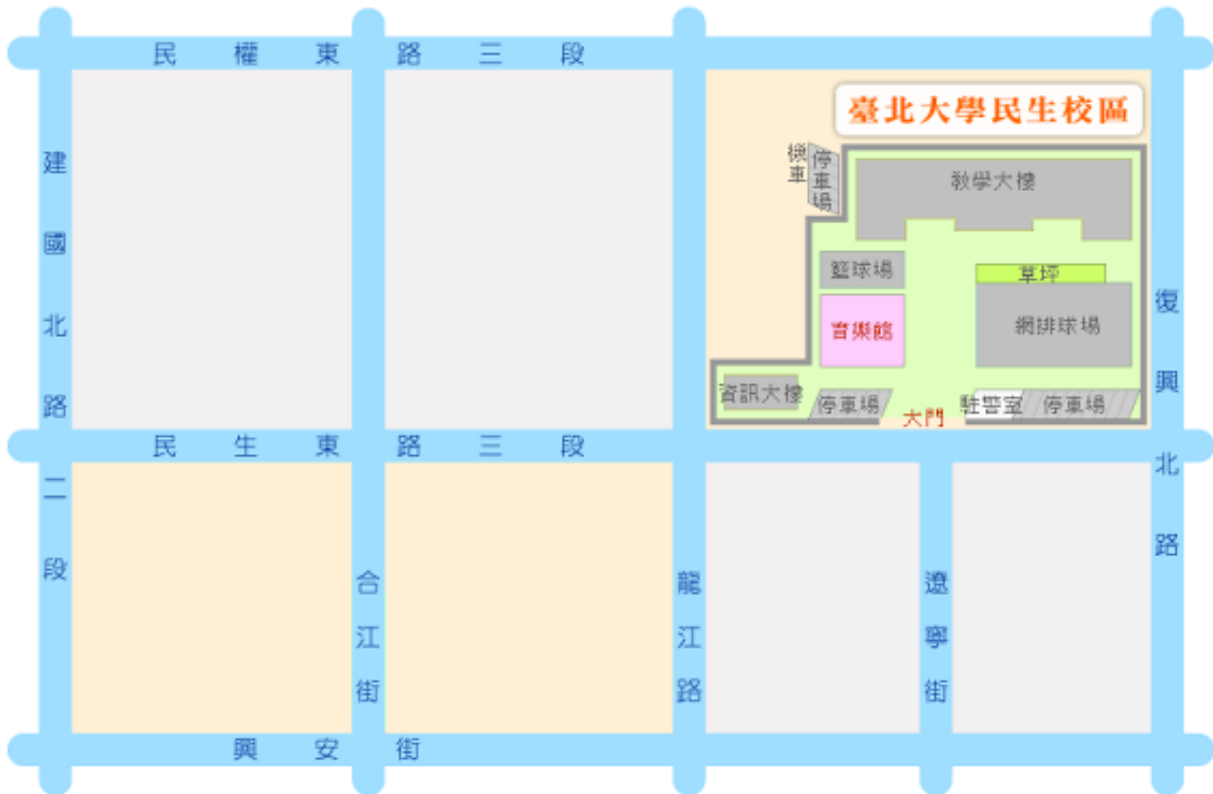 民權東路三段
臺北大學民生校區
建國北路二段
機車
停車場
教學大樓
籃球場
草坪
復興北路
育樂館
網排球場
資訊大樓
停車場
大門
駐警室
停車場
民生東路三段
合江街
龍江路
遼寧街
興安街